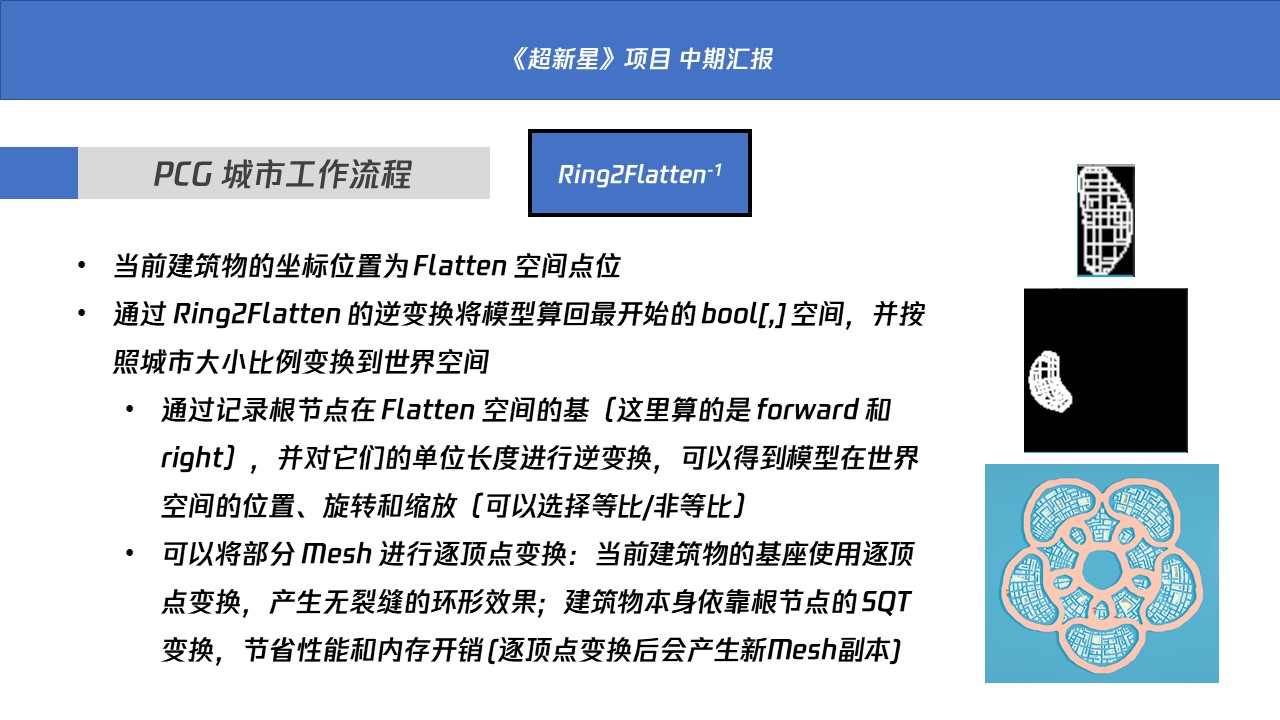 《超新星》项目 中期汇报
PCG 城市工作流程
Ring2Flatten⁻¹
• 当前建筑物的坐标位置为 Flatten 空间点位
• 通过 Ring2Flatten 的逆变换将模型算回最开始的 bool[,] 空间，并按
照城市大小比例变换到世界空间
• 通过记录根节点在 Flatten 空间的基（这里算的是 forward 和
right），并对它们的单位长度进行逆变换，可以得到模型在世界
空间的位置、旋转和缩放（可以选择等比/非等比）
• 可以将部分 Mesh 进行逐顶点变换：当前建筑物的基座使用逐顶
点变换，产生无裂缝的环形效果；建筑物本身依靠根节点的 SQT
变换，节省性能和内存开销 (逐顶点变换后会产生新Mesh副本)